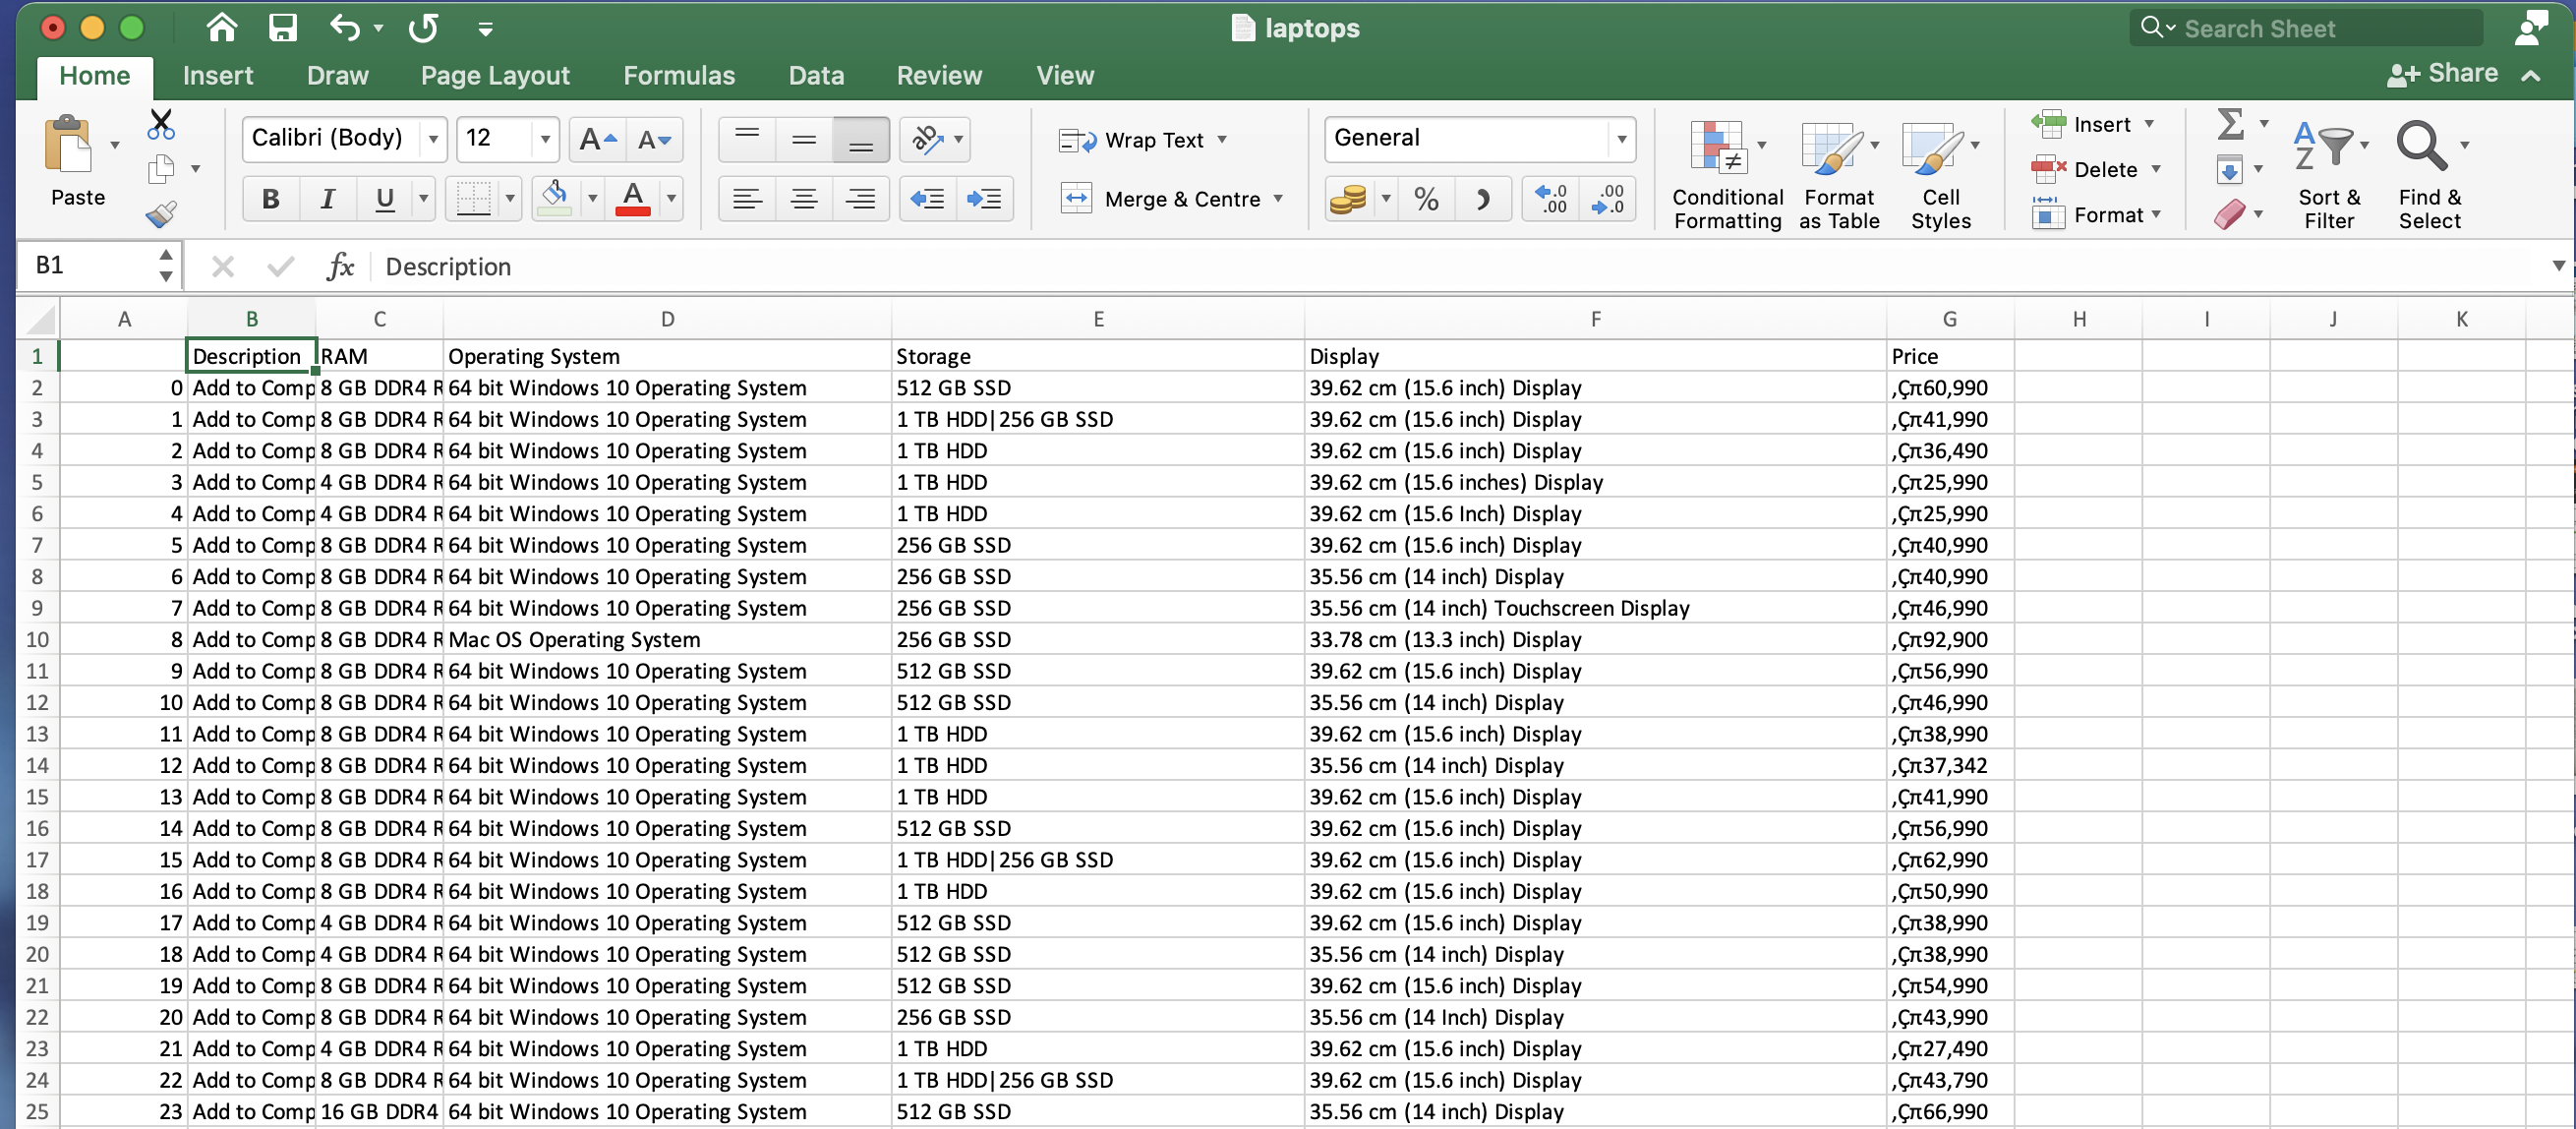 laptops
Search Sheet
Home Insert Draw Page Layout Formulas Data Review View Share
Paste Calibri (Body) 12 Wrap Text General Conditional Formatting Format as Table Cell Styles Insert Sort & Filter Find & Select
B I U A Merge & Centre % Delete
Format
B1 fx Description
A B C D E F G H I J K
1 Description RAM Operating System Storage Display Price
2 0 Add to Comp 8 GB DDR4 R 64 bit Windows 10 Operating System 512 GB SSD 39.62 cm (15.6 inch) Display ‚Çπ60,990
3 1 Add to Comp 8 GB DDR4 R 64 bit Windows 10 Operating System 1 TB HDD|256 GB SSD 39.62 cm (15.6 inch) Display ‚Çπ41,990
4 2 Add to Comp 8 GB DDR4 R 64 bit Windows 10 Operating System 1 TB HDD 39.62 cm (15.6 inch) Display ‚Çπ36,490
5 3 Add to Comp 4 GB DDR4 R 64 bit Windows 10 Operating System 1 TB HDD 39.62 cm (15.6 inches) Display ‚Çπ25,990
6 4 Add to Comp 4 GB DDR4 R 64 bit Windows 10 Operating System 1 TB HDD 39.62 cm (15.6 Inch) Display ‚Çπ25,990
7 5 Add to Comp 8 GB DDR4 R 64 bit Windows 10 Operating System 256 GB SSD 39.62 cm (15.6 inch) Display ‚Çπ40,990
8 6 Add to Comp 8 GB DDR4 R 64 bit Windows 10 Operating System 256 GB SSD 35.56 cm (14 inch) Display ‚Çπ40,990
9 7 Add to Comp 8 GB DDR4 R 64 bit Windows 10 Operating System 256 GB SSD 35.56 cm (14 inch) Touchscreen Display ‚Çπ46,990
10 8 Add to Comp 8 GB DDR4 R Mac OS Operating System 256 GB SSD 33.78 cm (13.3 inch) Display ‚Çπ92,900
11 9 Add to Comp 8 GB DDR4 R 64 bit Windows 10 Operating System 512 GB SSD 39.62 cm (15.6 inch) Display ‚Çπ56,990
12 10 Add to Comp 8 GB DDR4 R 64 bit Windows 10 Operating System 512 GB SSD 35.56 cm (14 inch) Display ‚Çπ46,990
13 11 Add to Comp 8 GB DDR4 R 64 bit Windows 10 Operating System 1 TB HDD 39.62 cm (15.6 inch) Display ‚Çπ38,990
14 12 Add to Comp 8 GB DDR4 R 64 bit Windows 10 Operating System 1 TB HDD 35.56 cm (14 inch) Display ‚Çπ37,342
15 13 Add to Comp 8 GB DDR4 R 64 bit Windows 10 Operating System 1 TB HDD 39.62 cm (15.6 inch) Display ‚Çπ41,990
16 14 Add to Comp 8 GB DDR4 R 64 bit Windows 10 Operating System 512 GB SSD 39.62 cm (15.6 inch) Display ‚Çπ56,990
17 15 Add to Comp 8 GB DDR4 R 64 bit Windows 10 Operating System 1 TB HDD|256 GB SSD 39.62 cm (15.6 inch) Display ‚Çπ62,990
18 16 Add to Comp 8 GB DDR4 R 64 bit Windows 10 Operating System 1 TB HDD 39.62 cm (15.6 inch) Display ‚Çπ50,990
19 17 Add to Comp 4 GB DDR4 R 64 bit Windows 10 Operating System 512 GB SSD 39.62 cm (15.6 inch) Display ‚Çπ38,990
20 18 Add to Comp 4 GB DDR4 R 64 bit Windows 10 Operating System 512 GB SSD 35.56 cm (14 inch) Display ‚Çπ38,990
21 19 Add to Comp 8 GB DDR4 R 64 bit Windows 10 Operating System 512 GB SSD 39.62 cm (15.6 inch) Display ‚Çπ54,990
22 20 Add to Comp 8 GB DDR4 R 64 bit Windows 10 Operating System 256 GB SSD 35.56 cm (14 Inch) Display ‚Çπ43,990
23 21 Add to Comp 4 GB DDR4 R 64 bit Windows 10 Operating System 1 TB HDD 39.62 cm (15.6 inch) Display ‚Çπ27,490
24 22 Add to Comp 8 GB DDR4 R 64 bit Windows 10 Operating System 1 TB HDD|256 GB SSD 39.62 cm (15.6 inch) Display ‚Çπ43,790
25 23 Add to Comp 16 GB DDR4 64 bit Windows 10 Operating System 512 GB SSD 35.56 cm (14 inch) Display ‚Çπ66,990